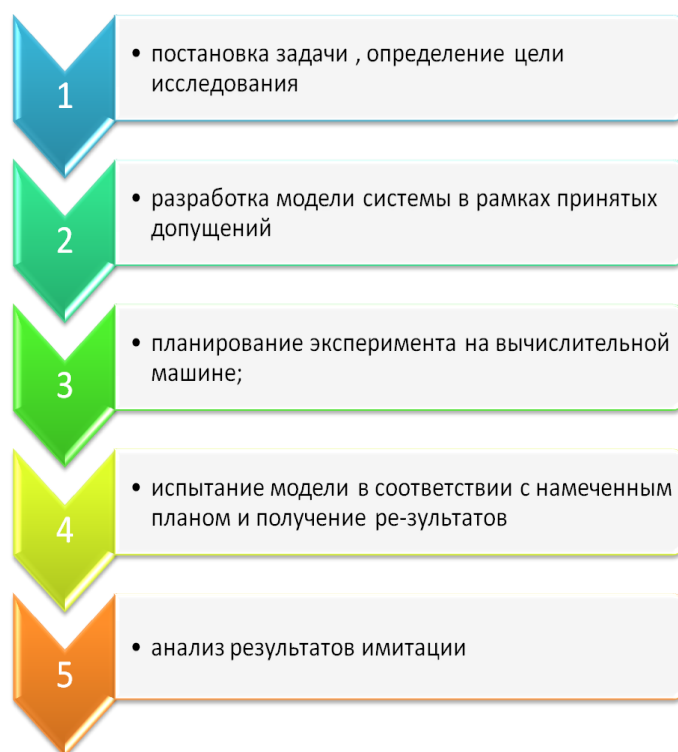 1
• постановка задачи , определение цели
исследования
2
• разработка модели системы в рамках принятых
допущений
3
• планирование эксперимента на вычислительной
машине;
4
• испытание модели в соответствии с намеченным
планом и получение ре-зультатов
5
• анализ результатов имитации